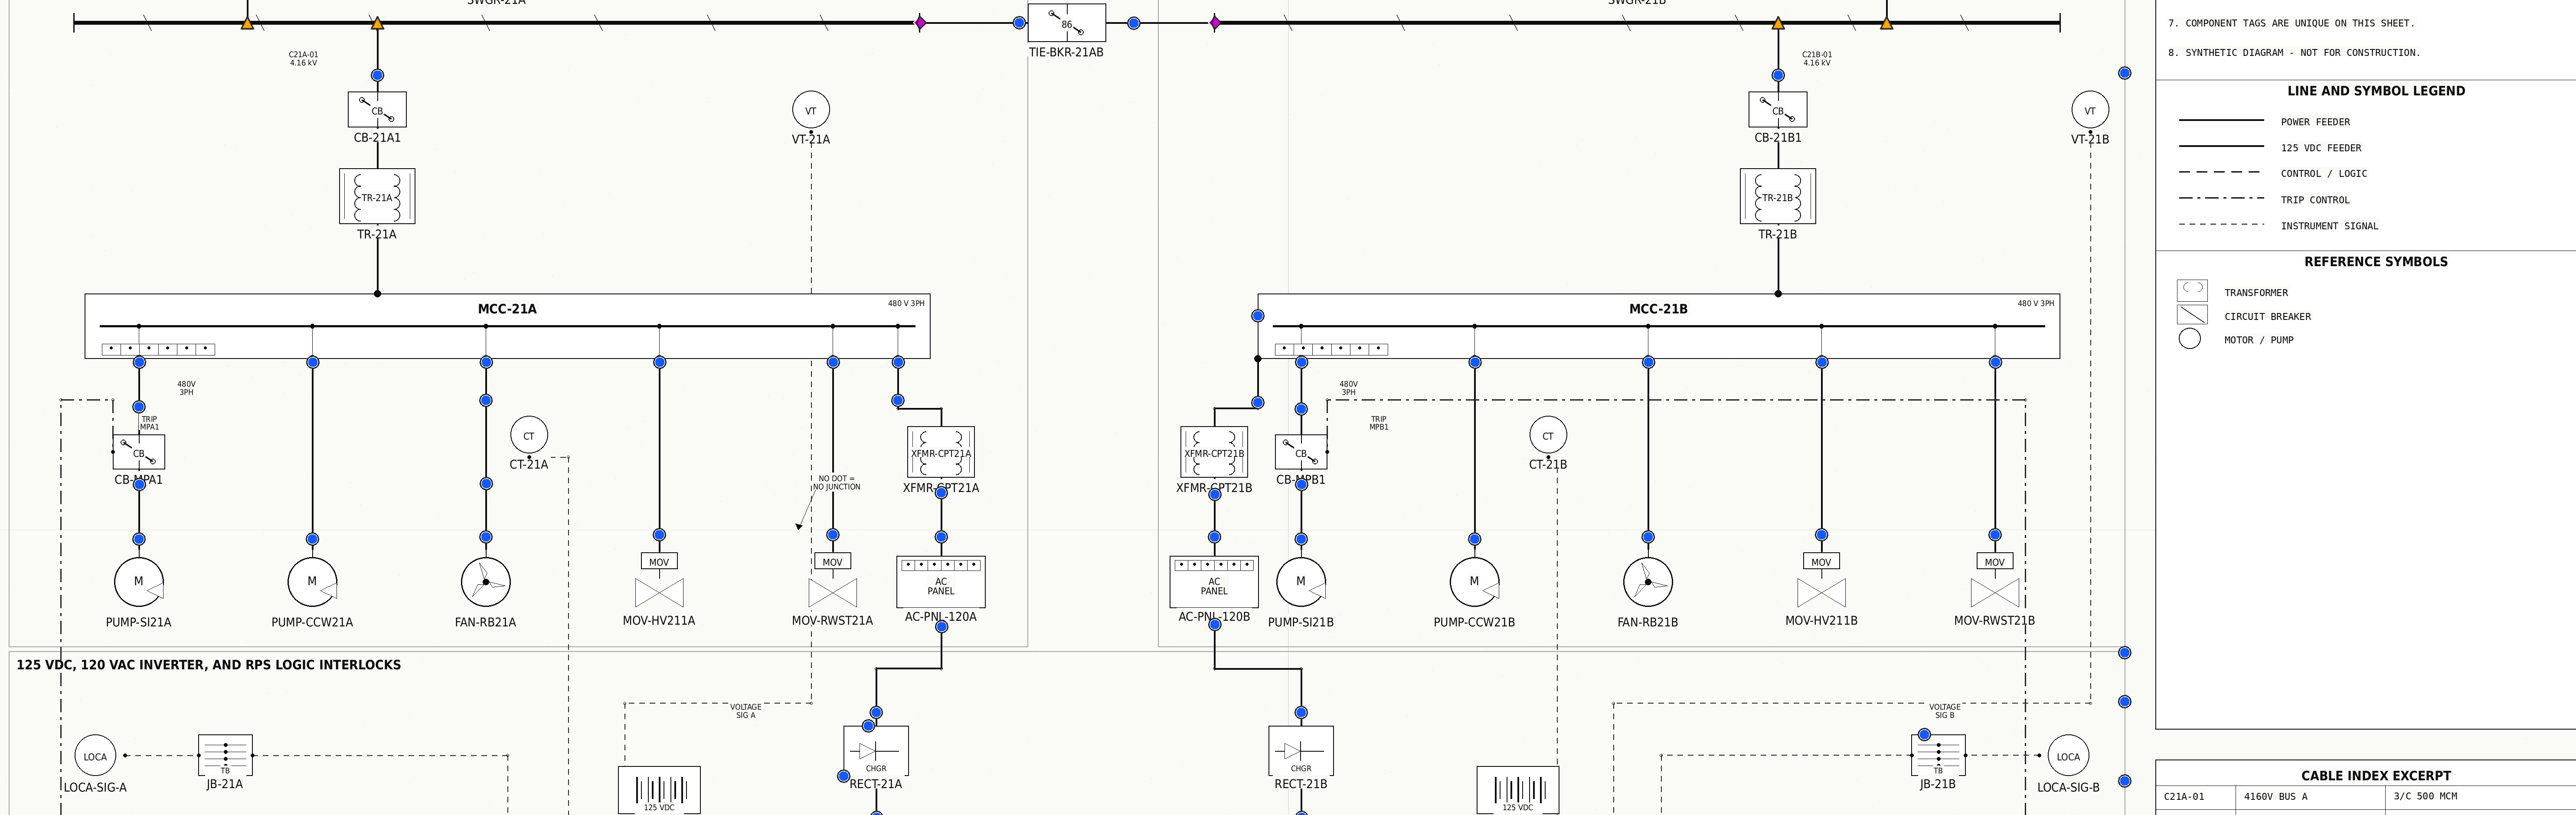 SWGR-21A
SWGR-21B
86
TIE-BKR-21AB
7. COMPONENT TAGS ARE UNIQUE ON THIS SHEET.
8. SYNTHETIC DIAGRAM - NOT FOR CONSTRUCTION.
C21A-01
4.16 kV
CB
CB-21A1
VT
VT-21A
TR-21A
TR-21A
C21B-01
4.16 kV
CB
CB-21B1
VT
VT-21B
TR-21B
TR-21B
LINE AND SYMBOL LEGEND
POWER FEEDER
125 VDC FEEDER
CONTROL / LOGIC
TRIP CONTROL
INSTRUMENT SIGNAL
REFERENCE SYMBOLS
TRANSFORMER
CIRCUIT BREAKER
MOTOR / PUMP
MCC-21A
480 V 3PH
MCC-21B
480 V 3PH
480V
3PH
TRIP
MPA1
CB
CB-MPA1
CT
CT-21A
NO DOT =
NO JUNCTION
XFMR-CPT21A
XFMR-CPT21A
XFMR-CPT21B
XFMR-CPT21B
480V
3PH
TRIP
MPB1
CB
CB-MPB1
CT
CT-21B
M
PUMP-SI21A
M
PUMP-CCW21A
FAN-RB21A
MOV
MOV-HV211A
MOV
MOV-RWST21A
AC
PANEL
AC-PNL-120A
AC
PANEL
AC-PNL-120B
M
PUMP-SI21B
M
PUMP-CCW21B
FAN-RB21B
MOV
MOV-HV211B
MOV
MOV-RWST21B
125 VDC, 120 VAC INVERTER, AND RPS LOGIC INTERLOCKS
VOLTAGE
SIG A
VOLTAGE
SIG B
LOCA
LOCA-SIG-A
TB
JB-21A
125 VDC
CHGR
RECT-21A
CHGR
RECT-21B
125 VDC
TB
JB-21B
LOCA
LOCA-SIG-B
CABLE INDEX EXCERPT
C21A-01 4160V BUS A 3/C 500 MCM